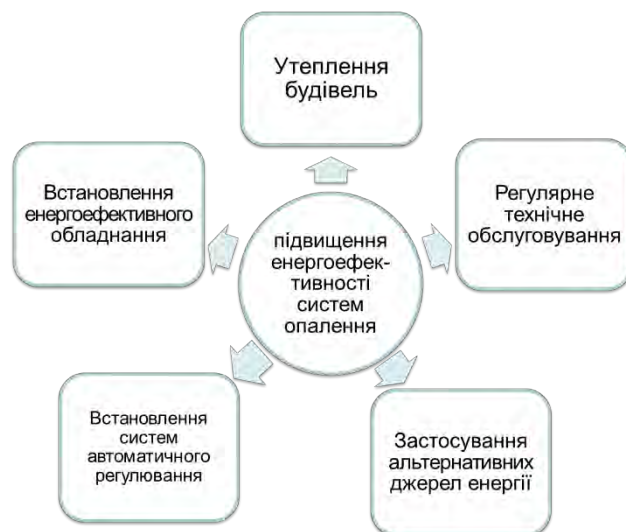 Утеплення
будівель
Встановлення
енергоефективного
обладнання
Регулярне
технічне
обслуговування
підвищення
енергоефек-
тивності
систем
опалення
Встановлення
систем
автоматичного
регулювання
Застосування
альтернативних
джерел енергії